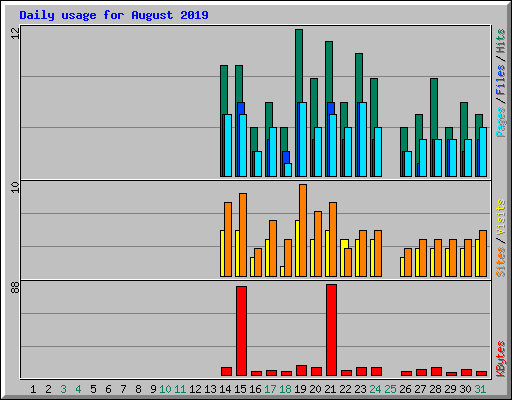 Daily usage for August 2019
12
10
88
Pages / Files / Hits
Sites / Visits
KBytes
1 2 3 4 5 6 7 8 9 10 11 12 13 14 15 16 17 18 19 20 21 22 23 24 25 26 27 28 29 30 31